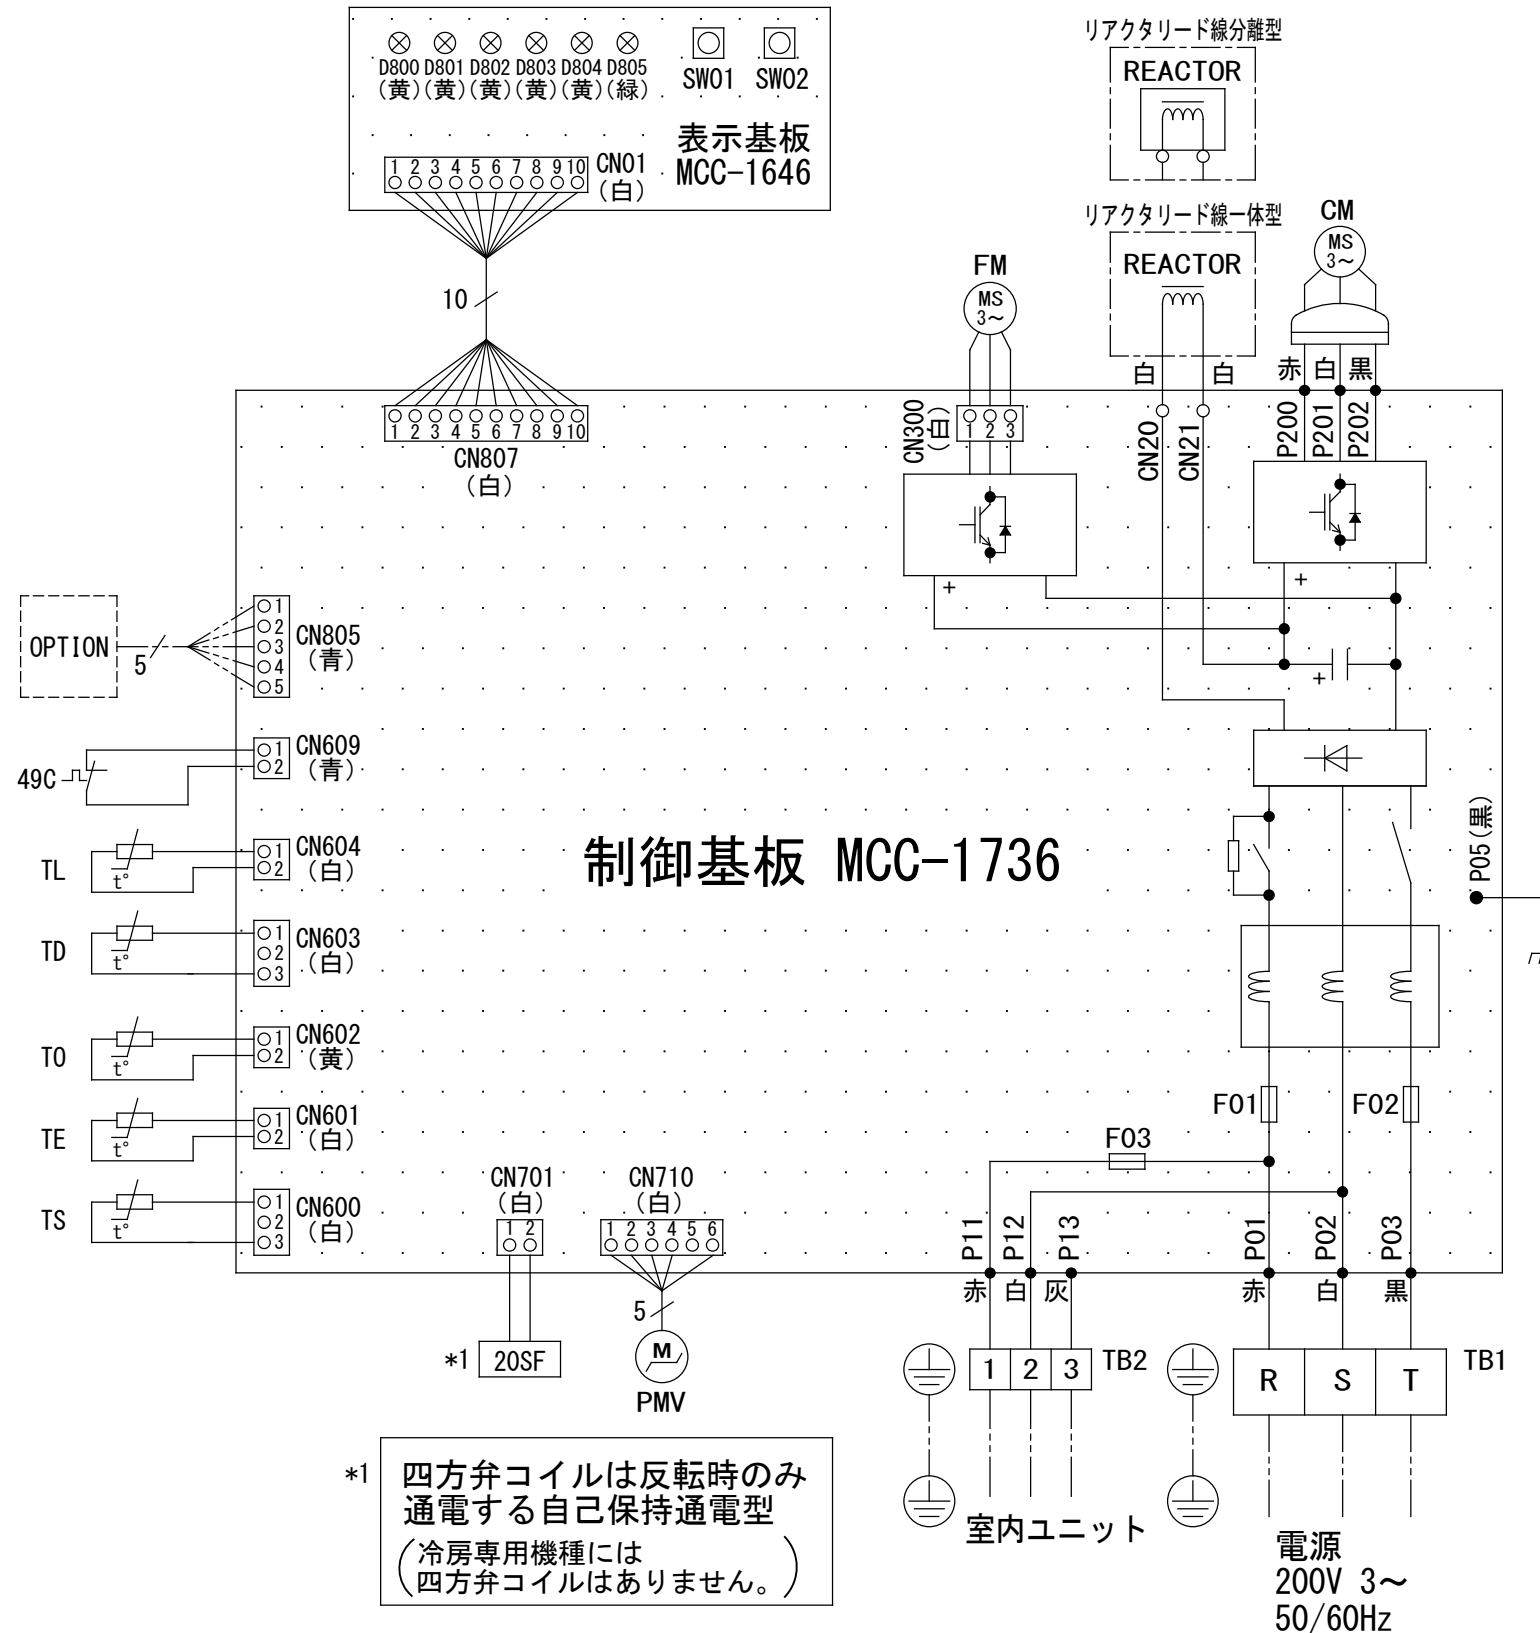 D800 D801 D802 D803 D804 D805
(黄)(黄)(黄)(黄)(黄)(緑)
SW01 SW02
表示基板
MCC-1646
1 2 3 4 5 6 7 8 9 10
CN01
(白)
リアクタリード線分離型
REACTOR
リアクタリード線一体型
REACTOR
CM
MS
3~
FM
MS
3~
10
白 白
赤 白 黒
1 2 3 4 5 6 7 8 9 10
CN807
(白)
CN300
(白)
1 2 3
CN20
CN21
P200
P201
P202
+
+
+
OPTION
5
1
2
3
4
5
CN805
(青)
49C
1
2
CN609
(青)
TL
t°
1
2
CN604
(白)
制御基板 MCC-1736
P05(黒)
TD
t°
1
2
3
CN603
(白)
TO
t°
1
2
CN602
(黄)
TE
t°
1
2
CN601
(白)
TS
t°
1
2
3
CN600
(白)
F01
F02
F03
CN701
(白)
1 2
CN710
(白)
1 2 3 4 5 6
P11
P12
P13
P01
P02
P03
赤 白 灰
赤 白 黒
*1 20SF
5
M
PMV
1 2 3 TB2
R S T TB1
室内ユニット
電源
200V 3~
50/60Hz
*1 四方弁コイルは反転時のみ
通電する自己保持通電型
(冷房専用機種には
四方弁コイルはありません。)